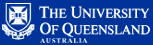 THE UNIVERSITY
OF QUEENSLAND
AUSTRALIA